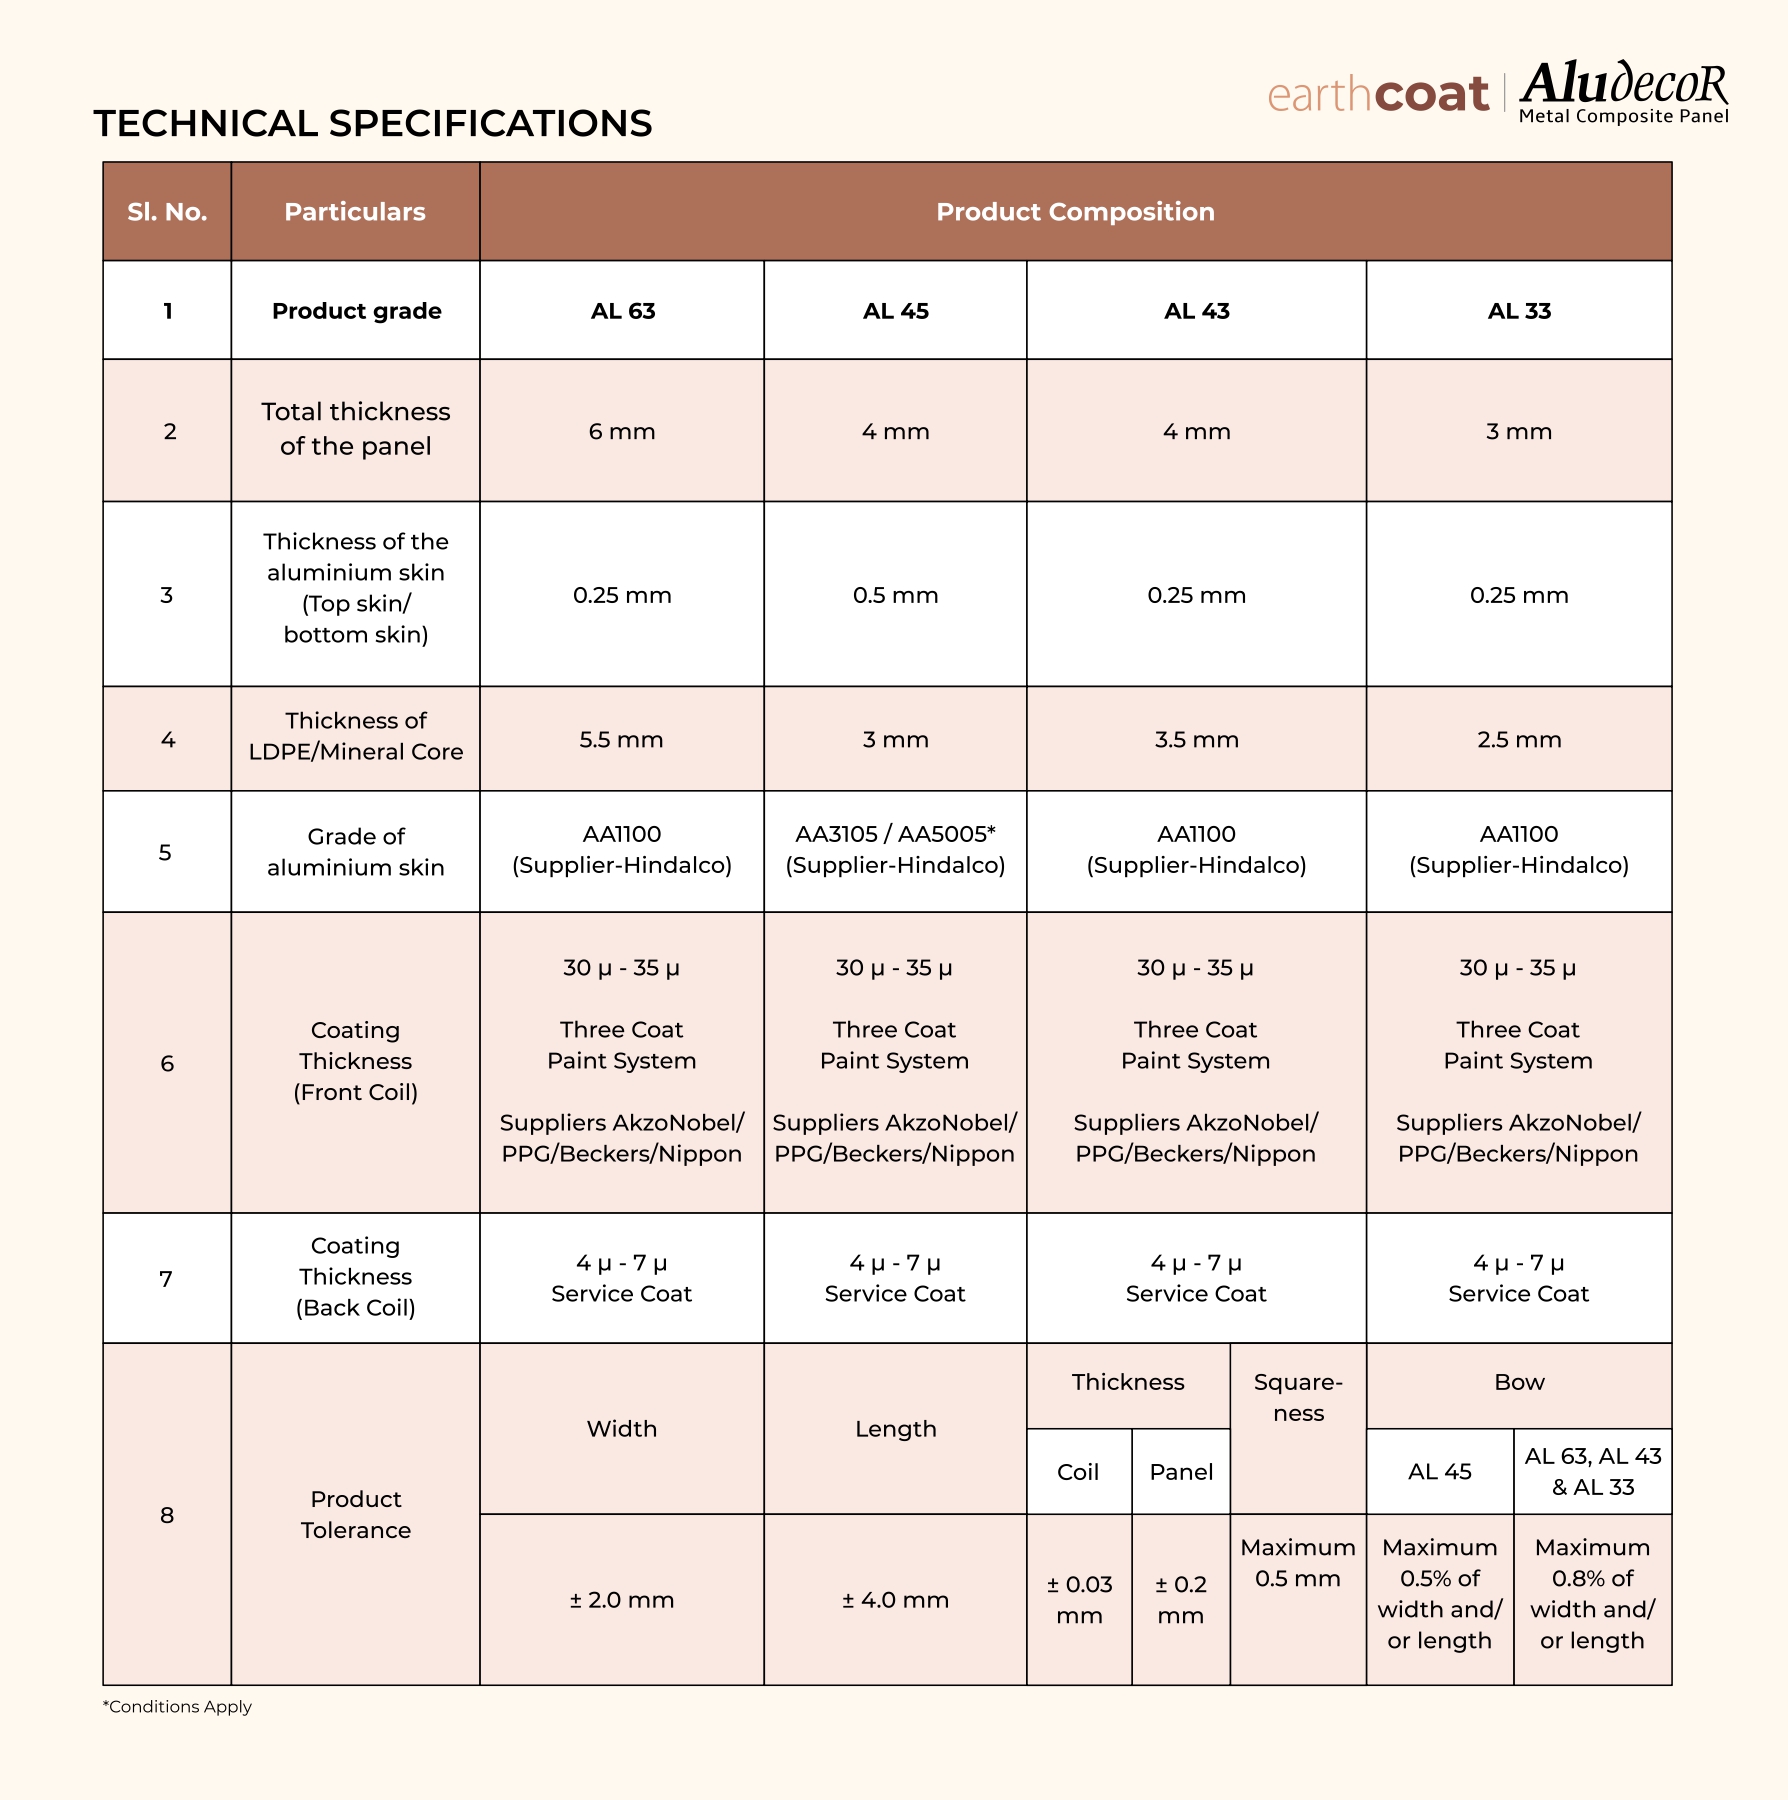 earthcoat | AludecoR
Metal Composite Panel
TECHNICAL SPECIFICATIONS
Sl. No. Particulars Product Composition
1 Product grade AL 63 AL 45 AL 43 AL 33
2 Total thickness
of the panel 6 mm 4 mm 4 mm 3 mm
3 Thickness of the
aluminium skin
(Top skin/
bottom skin) 0.25 mm 0.5 mm 0.25 mm 0.25 mm
4 Thickness of
LDPE/Mineral Core 5.5 mm 3 mm 3.5 mm 2.5 mm
5 Grade of
aluminium skin
AA1100
(Supplier-Hindalco)
AA3105 / AA5005*
(Supplier-Hindalco)
AA1100
(Supplier-Hindalco)
AA1100
(Supplier-Hindalco)
6 Coating
Thickness
(Front Coil)
30 µ - 35 µ
Three Coat
Paint System
Suppliers AkzoNobel/
PPG/Beckers/Nippon
30 µ - 35 µ
Three Coat
Paint System
Suppliers AkzoNobel/
PPG/Beckers/Nippon
30 µ - 35 µ
Three Coat
Paint System
Suppliers AkzoNobel/
PPG/Beckers/Nippon
30 µ - 35 µ
Three Coat
Paint System
Suppliers AkzoNobel/
PPG/Beckers/Nippon
7 Coating
Thickness
(Back Coil)
4 µ - 7 µ
Service Coat
4 µ - 7 µ
Service Coat
4 µ - 7 µ
Service Coat
4 µ - 7 µ
Service Coat
8 Product
Tolerance
Width
Length
Thickness
Coil
Panel
Square-
ness
Bow
AL 45
AL 63, AL 43
& AL 33
± 2.0 mm
± 4.0 mm
± 0.03
mm
± 0.2
mm
Maximum
0.5 mm
Maximum
0.5% of
width and/
or length
Maximum
0.8% of
width and/
or length
*Conditions Apply